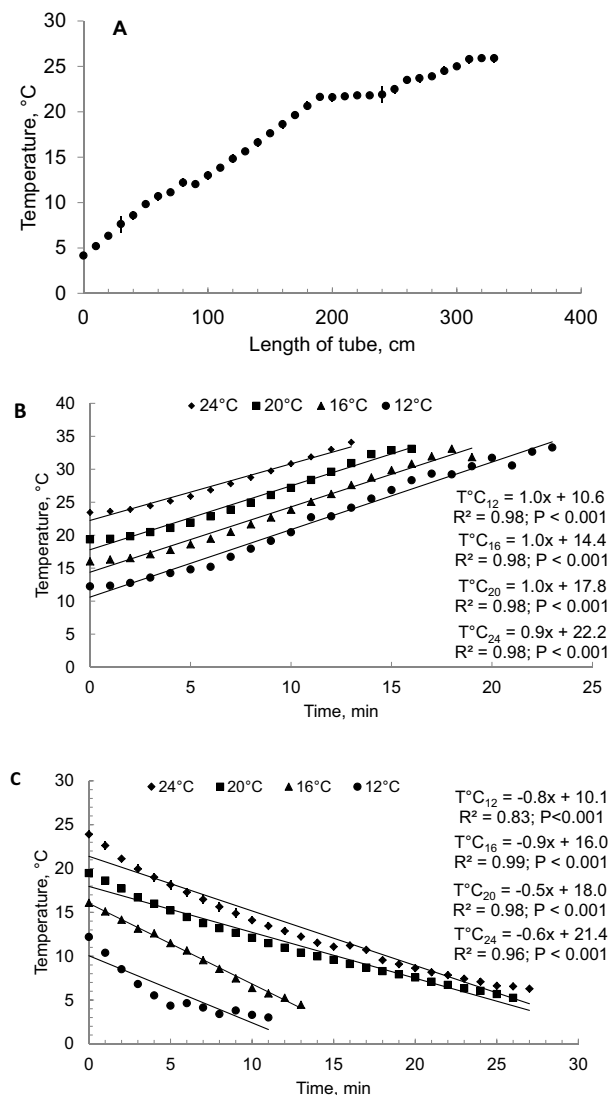 A
30
25
20
15
10
5
0
Temperature, °C
0 100 200 300 400
Length of tube, cm
B
24°C 20°C 16°C 12°C
40
35
30
25
20
15
10
5
0
Temperature, °C
T°C12 = 1.0x + 10.6
R² = 0.98; P < 0.001
T°C16 = 1.0x + 14.4
R² = 0.98; P < 0.001
T°C20 = 1.0x + 17.8
R² = 0.98; P < 0.001
T°C24 = 0.9x + 22.2
R² = 0.98; P < 0.001
0 5 10 15 20 25
Time, min
C
24°C 20°C 16°C 12°C
30
25
20
15
10
5
0
Temperature, °C
T°C12 = -0.8x + 10.1
R² = 0.83; P<0.001
T°C16 = -0.9x + 16.0
R² = 0.99; P < 0.001
T°C20 = -0.5x + 18.0
R² = 0.98; P < 0.001
T°C24 = -0.6x + 21.4
R² = 0.96; P < 0.001
0 5 10 15 20 25 30
Time, min